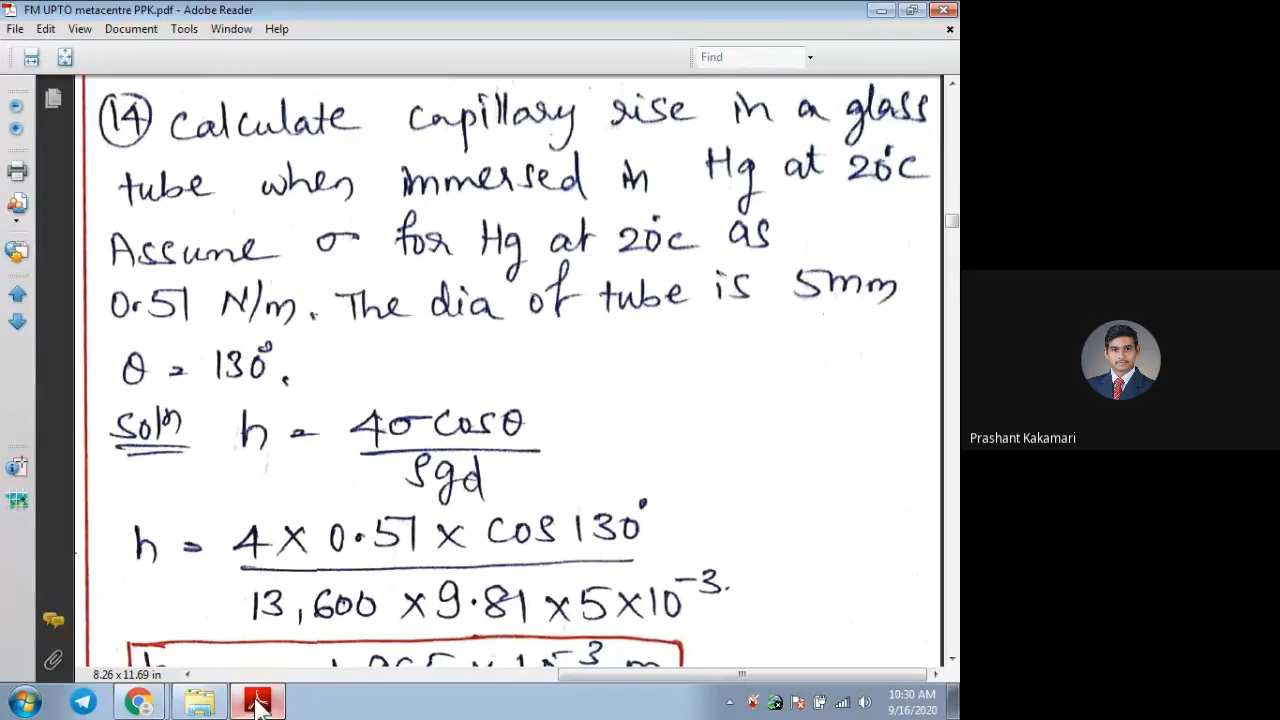 FM UPTO metacentre PPK.pdf - Adobe Reader
File Edit View Document Tools Window Help
Find
(14) Calculate capillary rise in a glass
tube when immersed in Hg at 20°C
Assume σ for Hg at 20°C as
0.51 N/m. The dia of tube is 5mm
θ = 130°.
Soln h = 4σcosθ
ρgd
h = 4 × 0.51 × cos 130°
13,600 × 9.81 × 5 × 10⁻³.
8.26 x 11.69 in
Prashant Kakamari
10:30 AM
9/16/2020